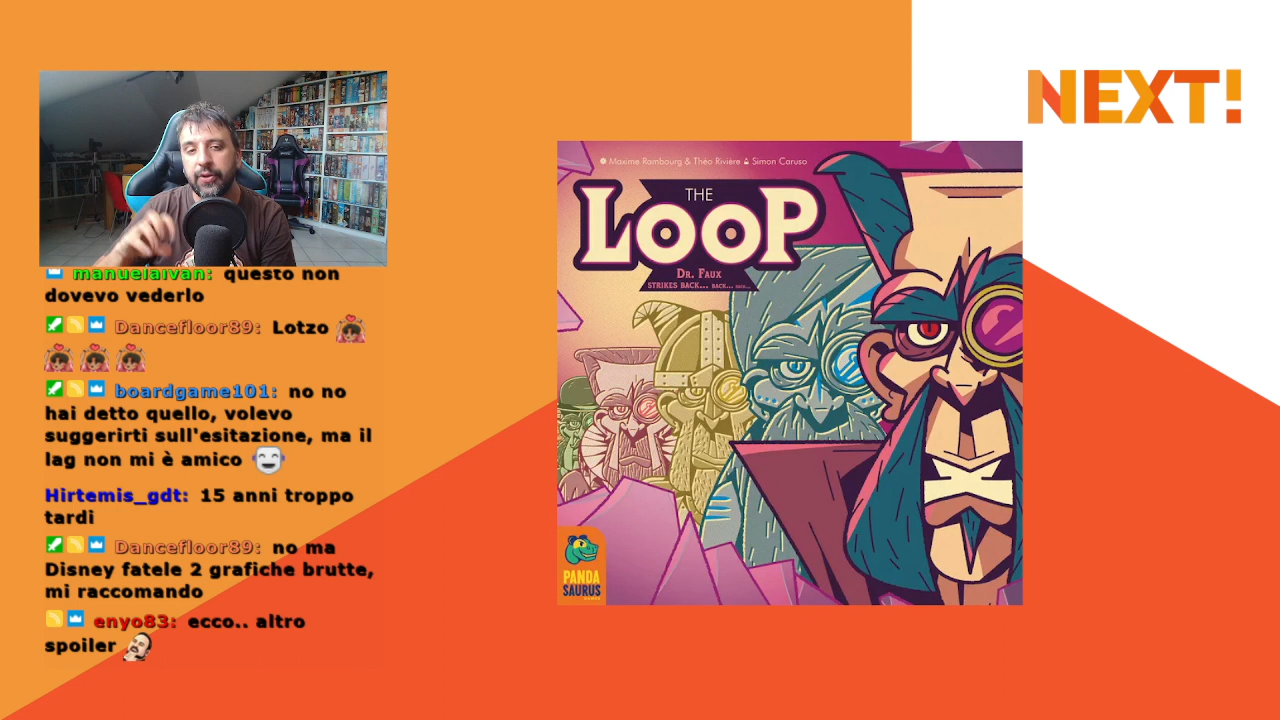 NEXT!
manuelaivan: questo non
dovevo vederlo
Dancefloor89: Lotzo
boardgame101: no no
hai detto quello, volevo
suggerirti sull'esitazione, ma il
lag non mi è amico
Hirtemis_gdt: 15 anni troppo
tardi
Dancefloor89: no ma
Disney fatele 2 grafiche brutte,
mi raccomando
enyo83: ecco.. altro
spoiler
Maxime Rambourg & Théo Rivière Simon Caruso
THE
LOOP
DR. FAUX
STRIKES BACK... BACK... BACK...
PANDA
SAURUS
GAMES